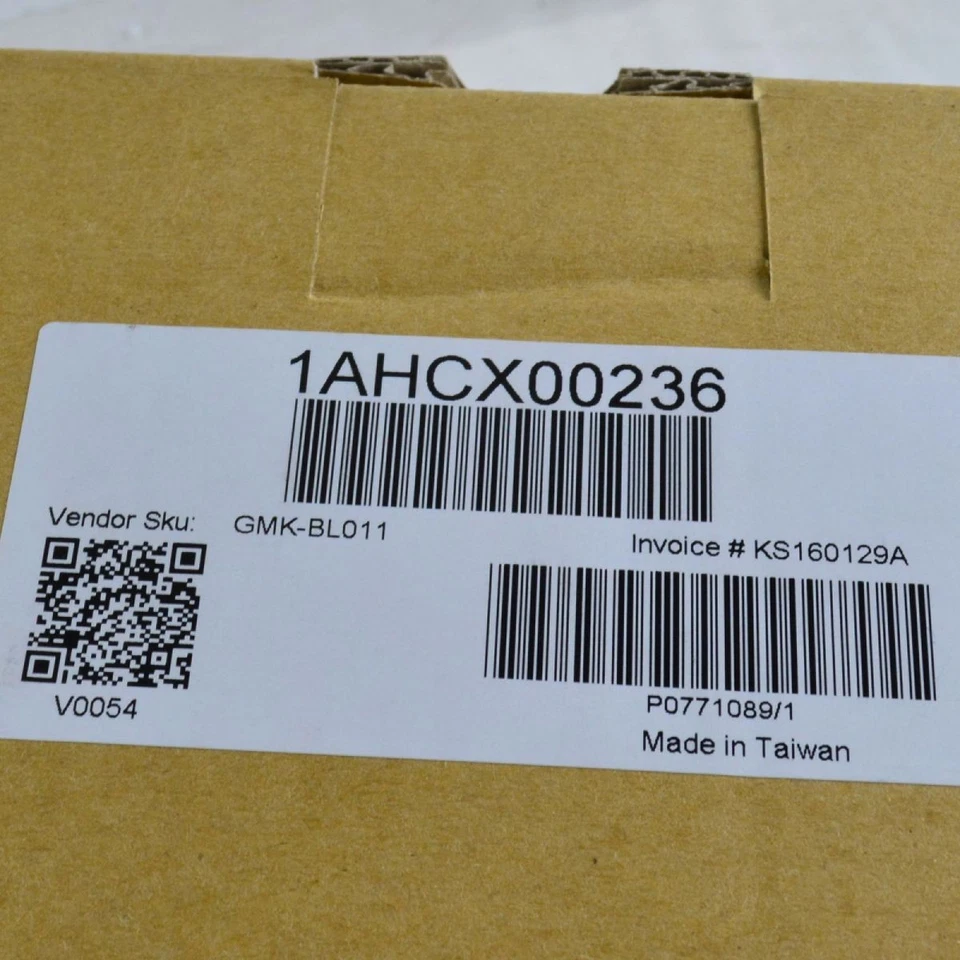 1AHCX00236
Vendor Sku: GMK-BL011
Invoice # KS160129A
V0054
P0771089/1
Made in Taiwan